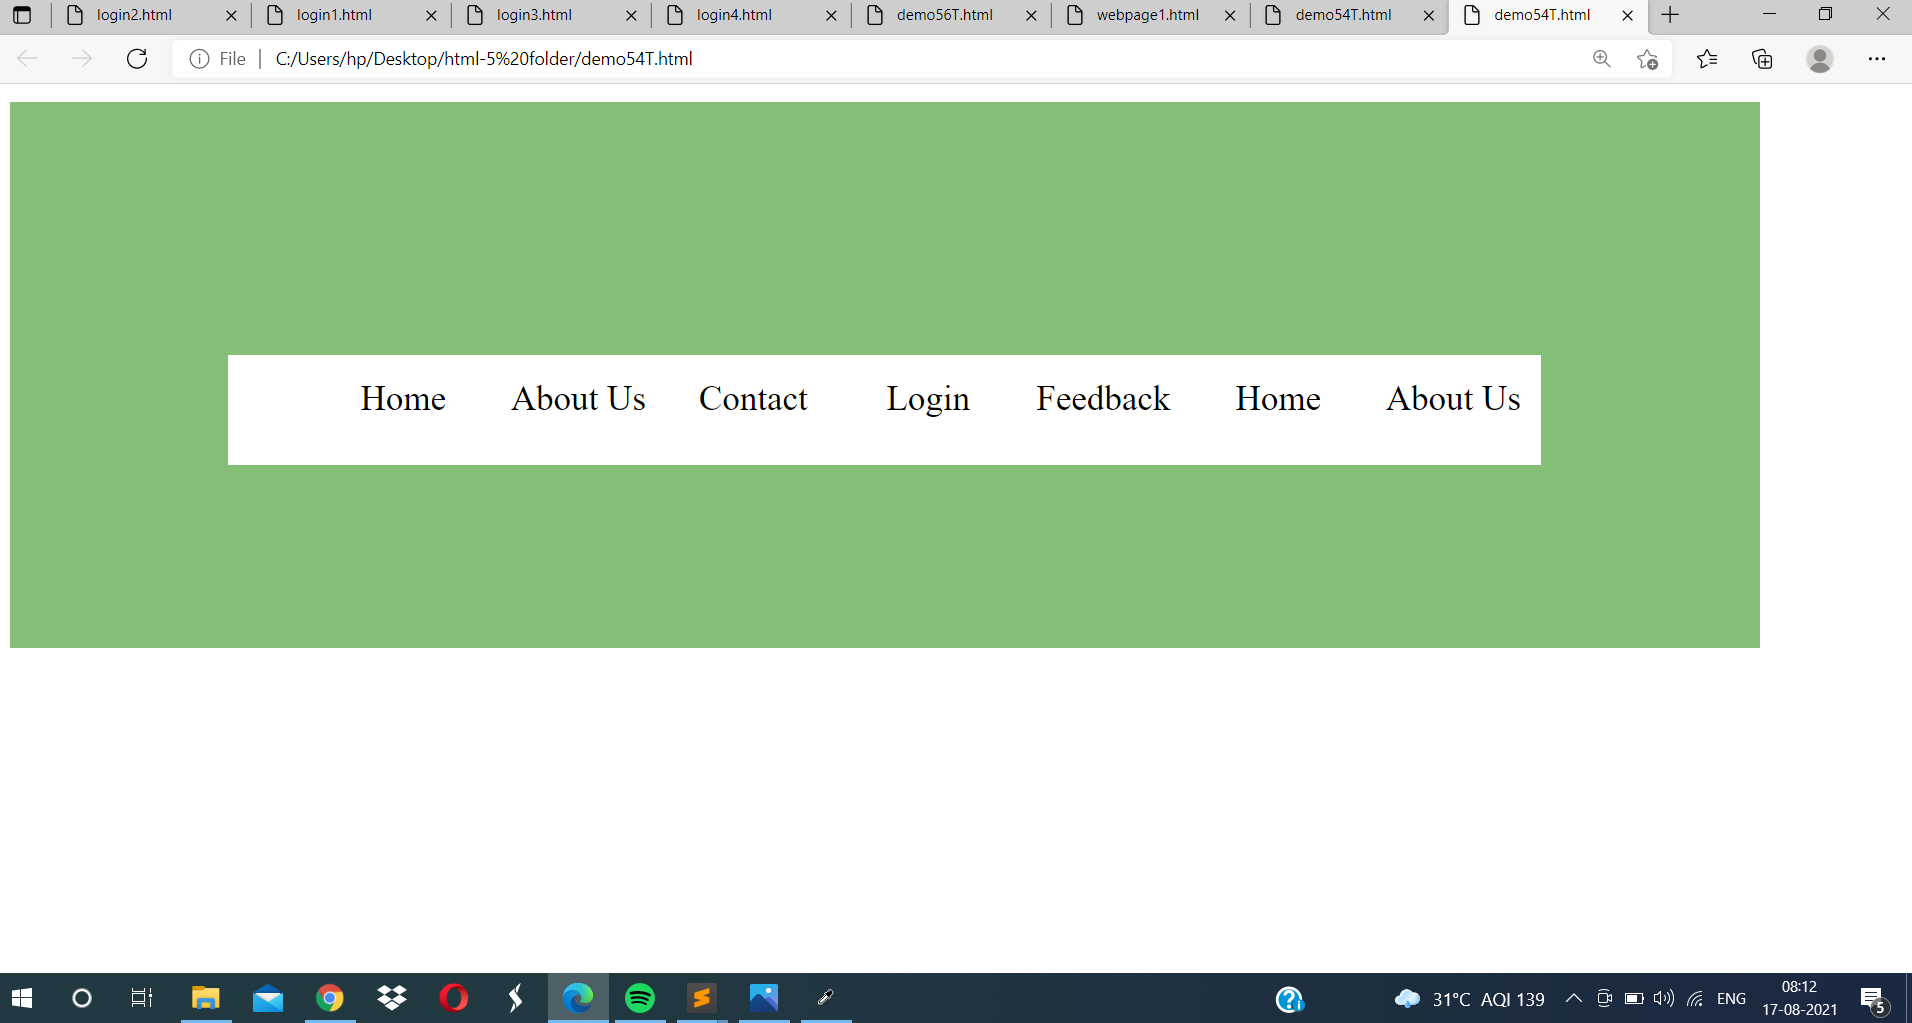 login2.html login1.html login3.html login4.html demo56T.html webpage1.html demo54T.html demo54T.html
File C:/Users/hp/Desktop/html-5%20folder/demo54T.html
Home About Us Contact Login Feedback Home About Us
31°C AQI 139 ENG 08:12
17-08-2021 5